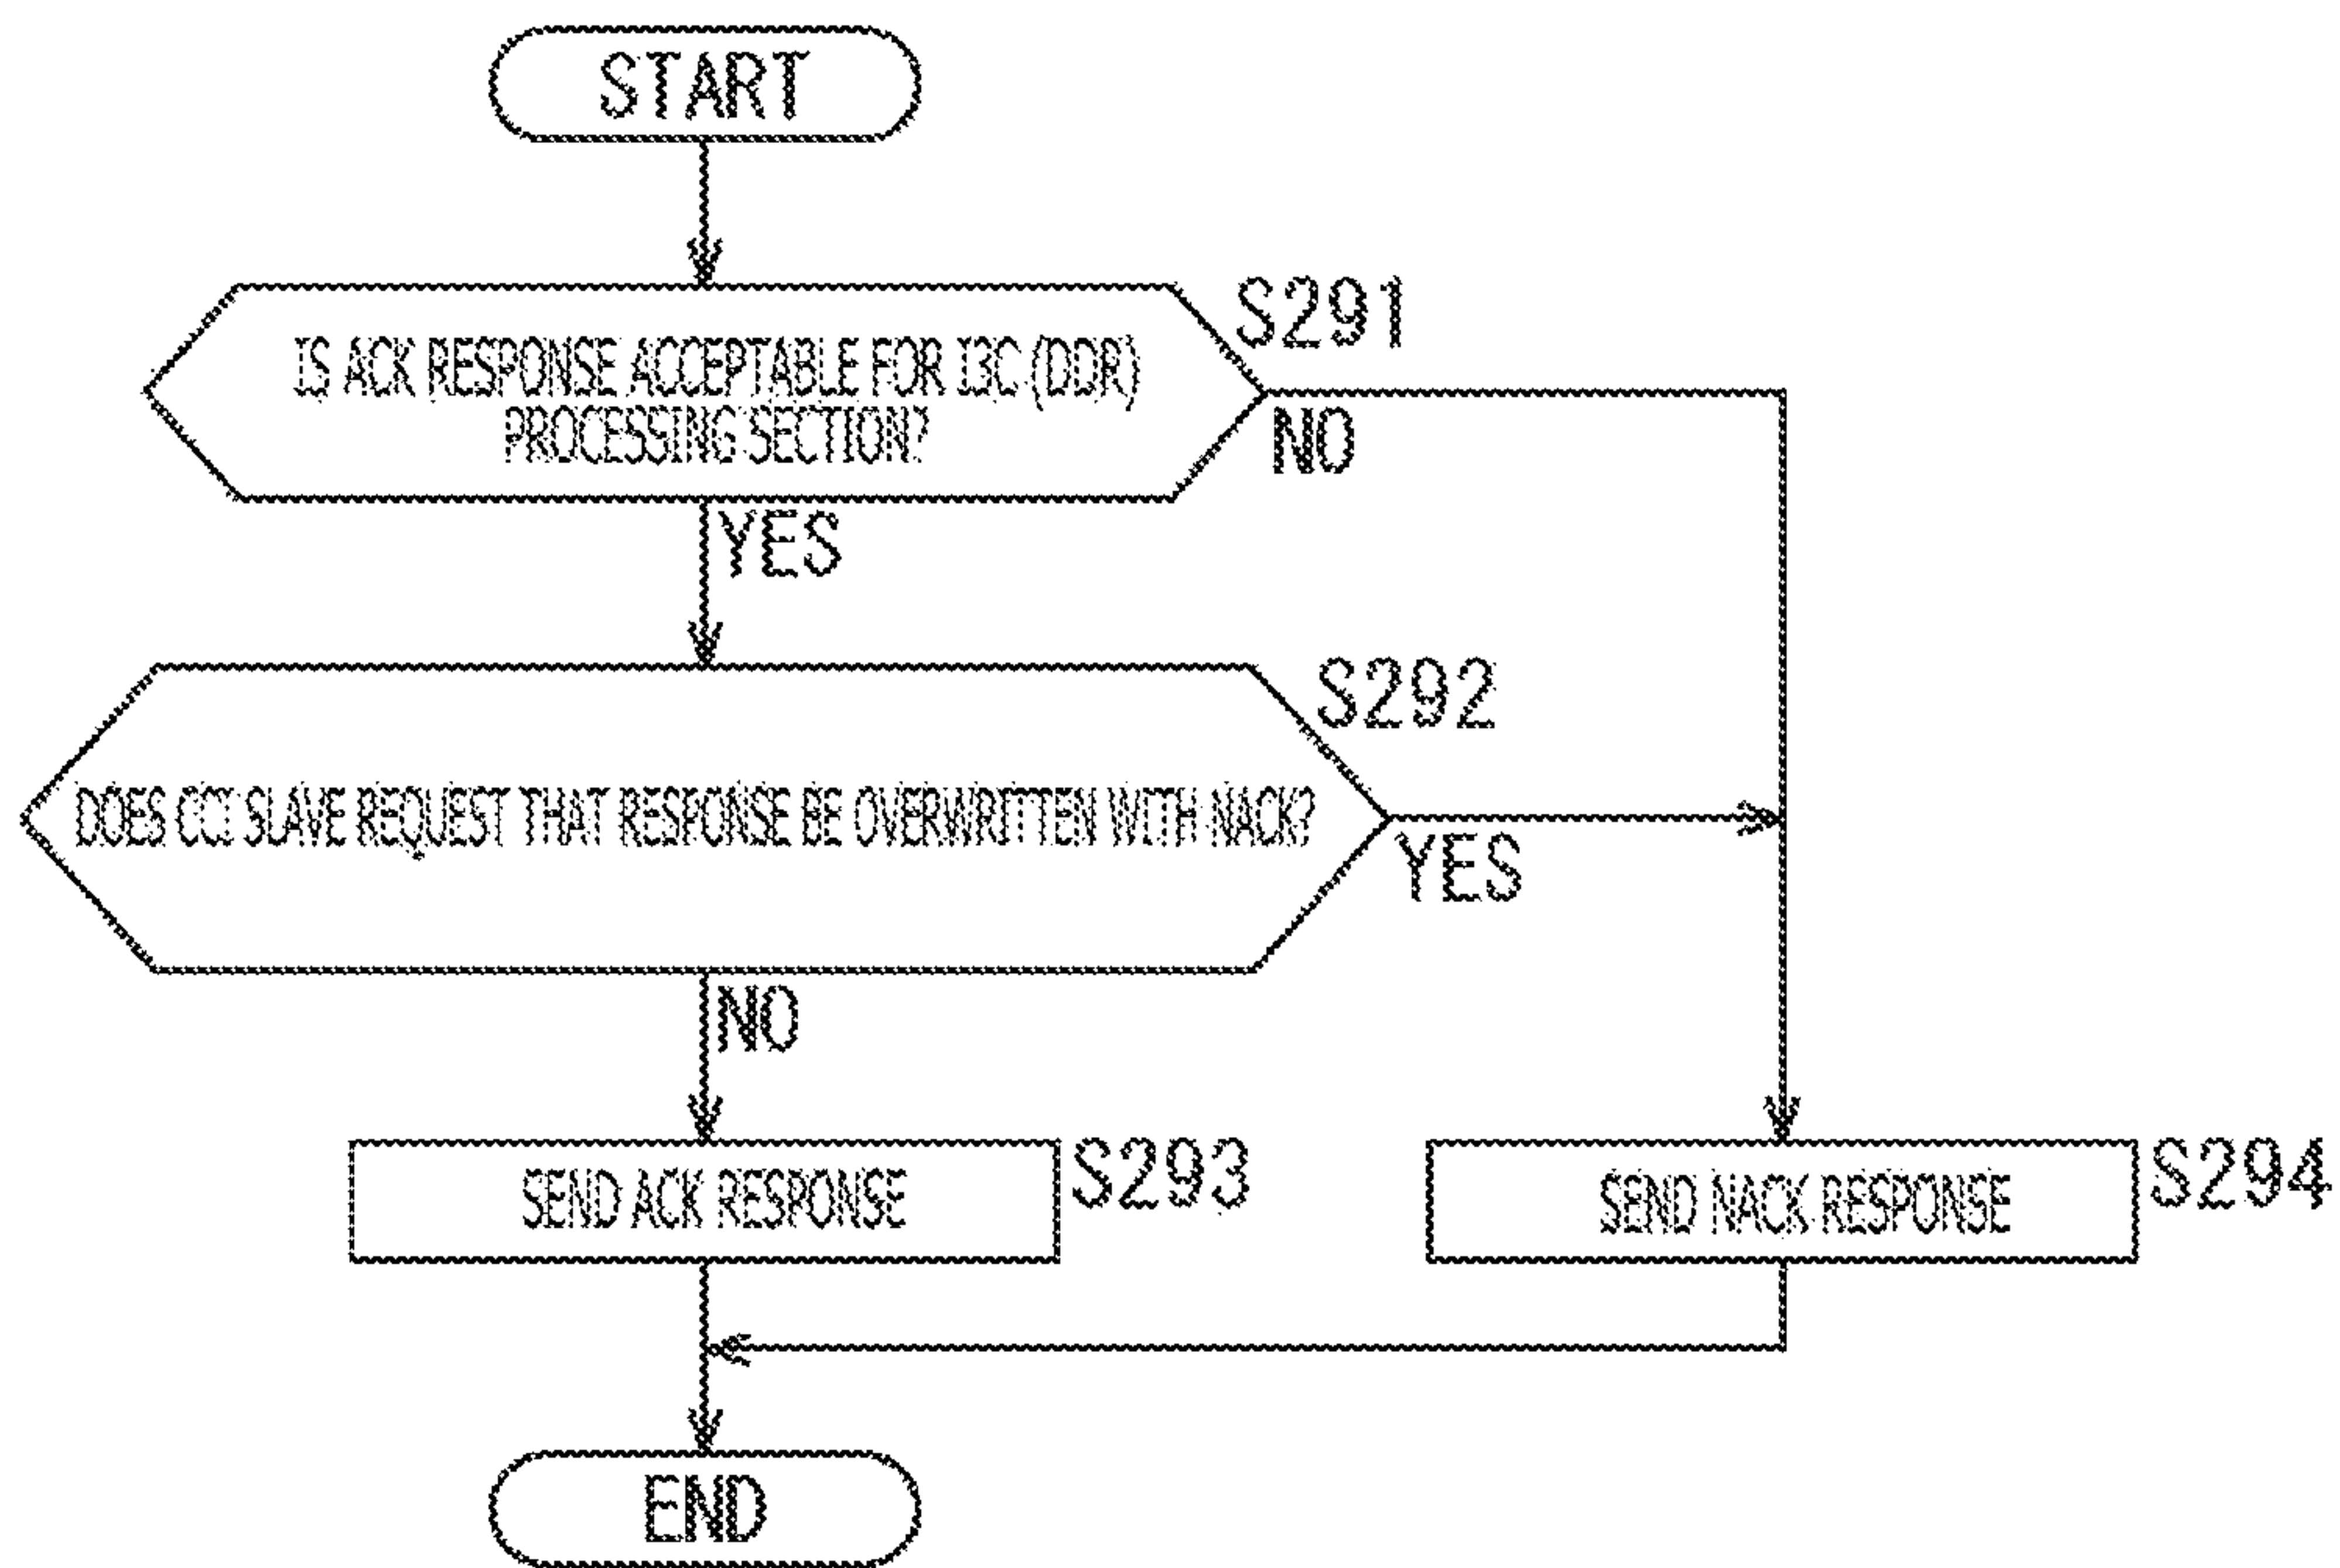 START
IS ACK RESPONSE ACCEPTABLE FOR I3C (DDR)
PROCESSING SECTION?
S291
NO
YES
S292
DOES CCI SLAVE REQUEST THAT RESPONSE BE OVERWRITTEN WITH NACK?
YES
NO
SEND ACK RESPONSE
S293
SEND NACK RESPONSE
S294
END